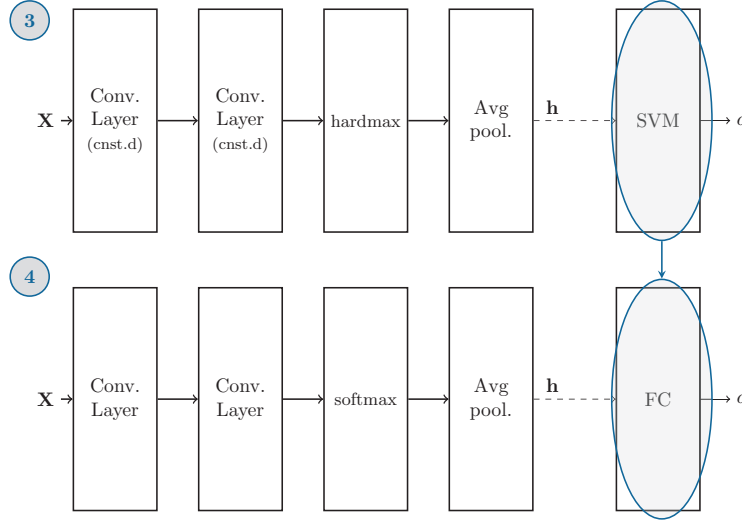 3
X
Conv.
Layer
(cnst.d)
Conv.
Layer
(cnst.d)
hardmax
Avg
pool.
h
SVM
4
X
Conv.
Layer
Conv.
Layer
softmax
Avg
pool.
h
FC